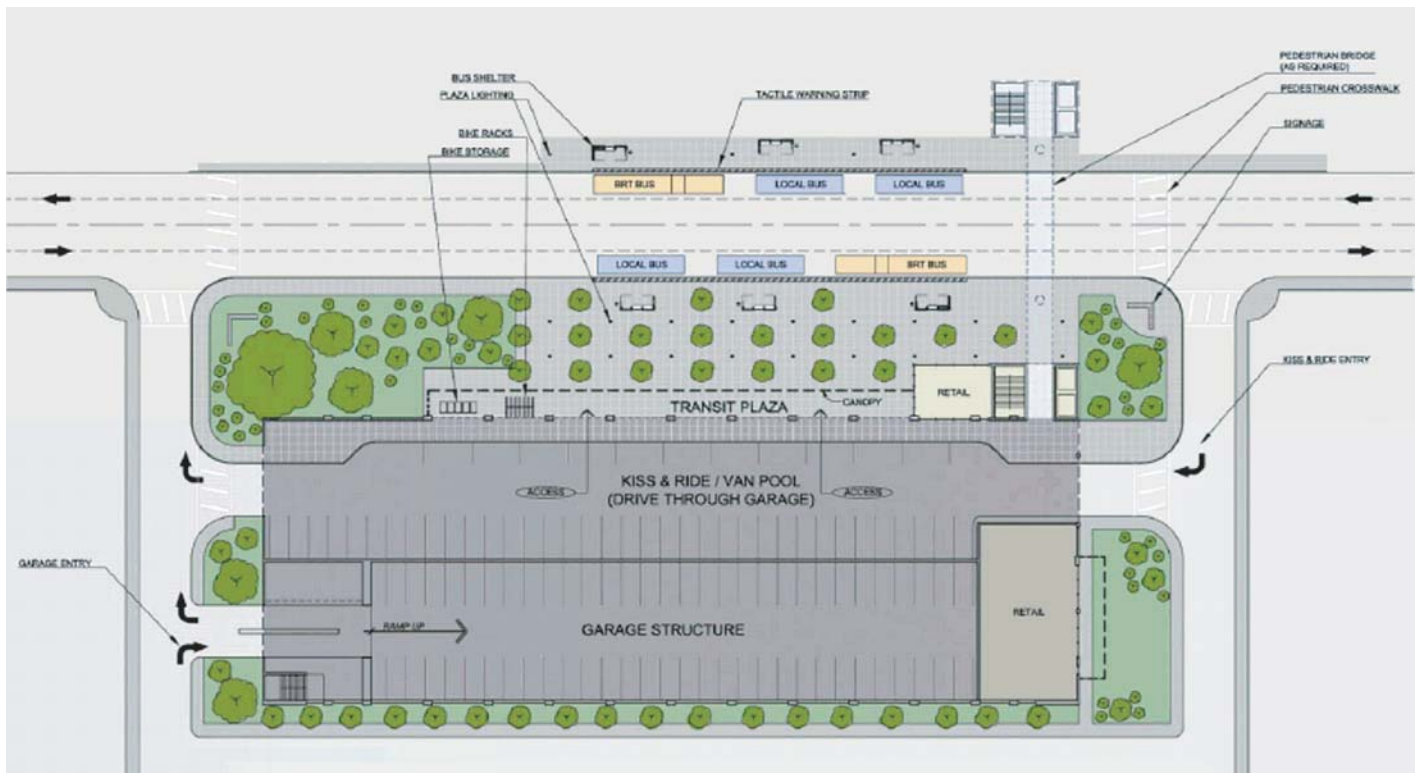 PEDESTRIAN BRIDGE
(AS REQUIRED)
BUS SHELTER
PLAZA LIGHTING
TACTILE WARNING STRIP
PEDESTRIAN CROSSWALK
SIGNAGE
BIKE RACKS
BIKE STORAGE
BRT BUS
LOCAL BUS
LOCAL BUS
LOCAL BUS
LOCAL BUS
BRT BUS
KISS & RIDE ENTRY
RETAIL
CANOPY
TRANSIT PLAZA
KISS & RIDE / VAN POOL
(DRIVE THROUGH GARAGE)
ACCESS
ACCESS
GARAGE ENTRY
RETAIL
RAMP UP
GARAGE STRUCTURE